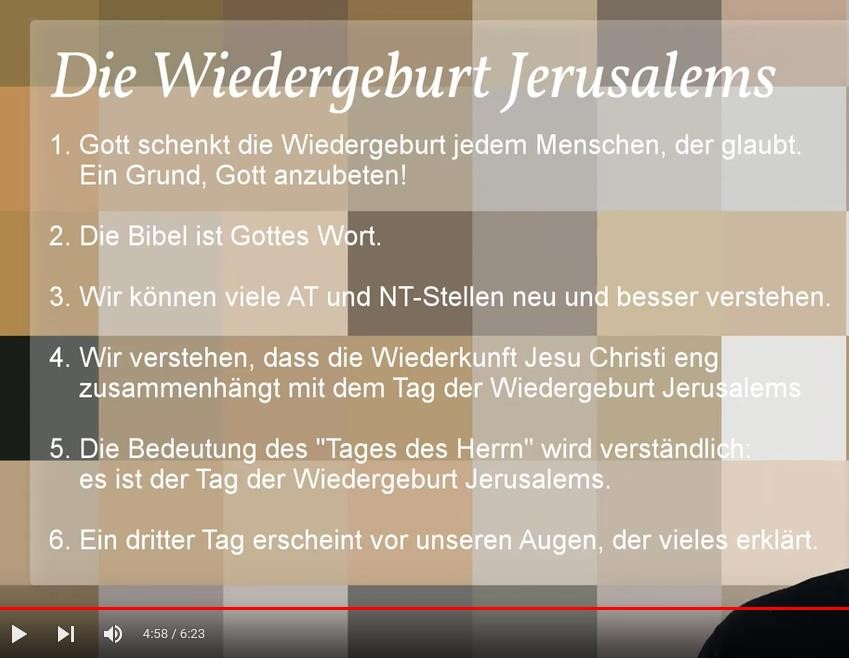 Die Wiedergeburt Jerusalems
1. Gott schenkt die Wiedergeburt jedem Menschen, der glaubt.
Ein Grund, Gott anzubeten!
2. Die Bibel ist Gottes Wort.
3. Wir können viele AT und NT-Stellen neu und besser verstehen.
4. Wir verstehen, dass die Wiederkunft Jesu Christi eng
zusammenhängt mit dem Tag der Wiedergeburt Jerusalems
5. Die Bedeutung des "Tages des Herrn" wird verständlich:
es ist der Tag der Wiedergeburt Jerusalems.
6. Ein dritter Tag erscheint vor unseren Augen, der vieles erklärt.
4:58 / 6:23